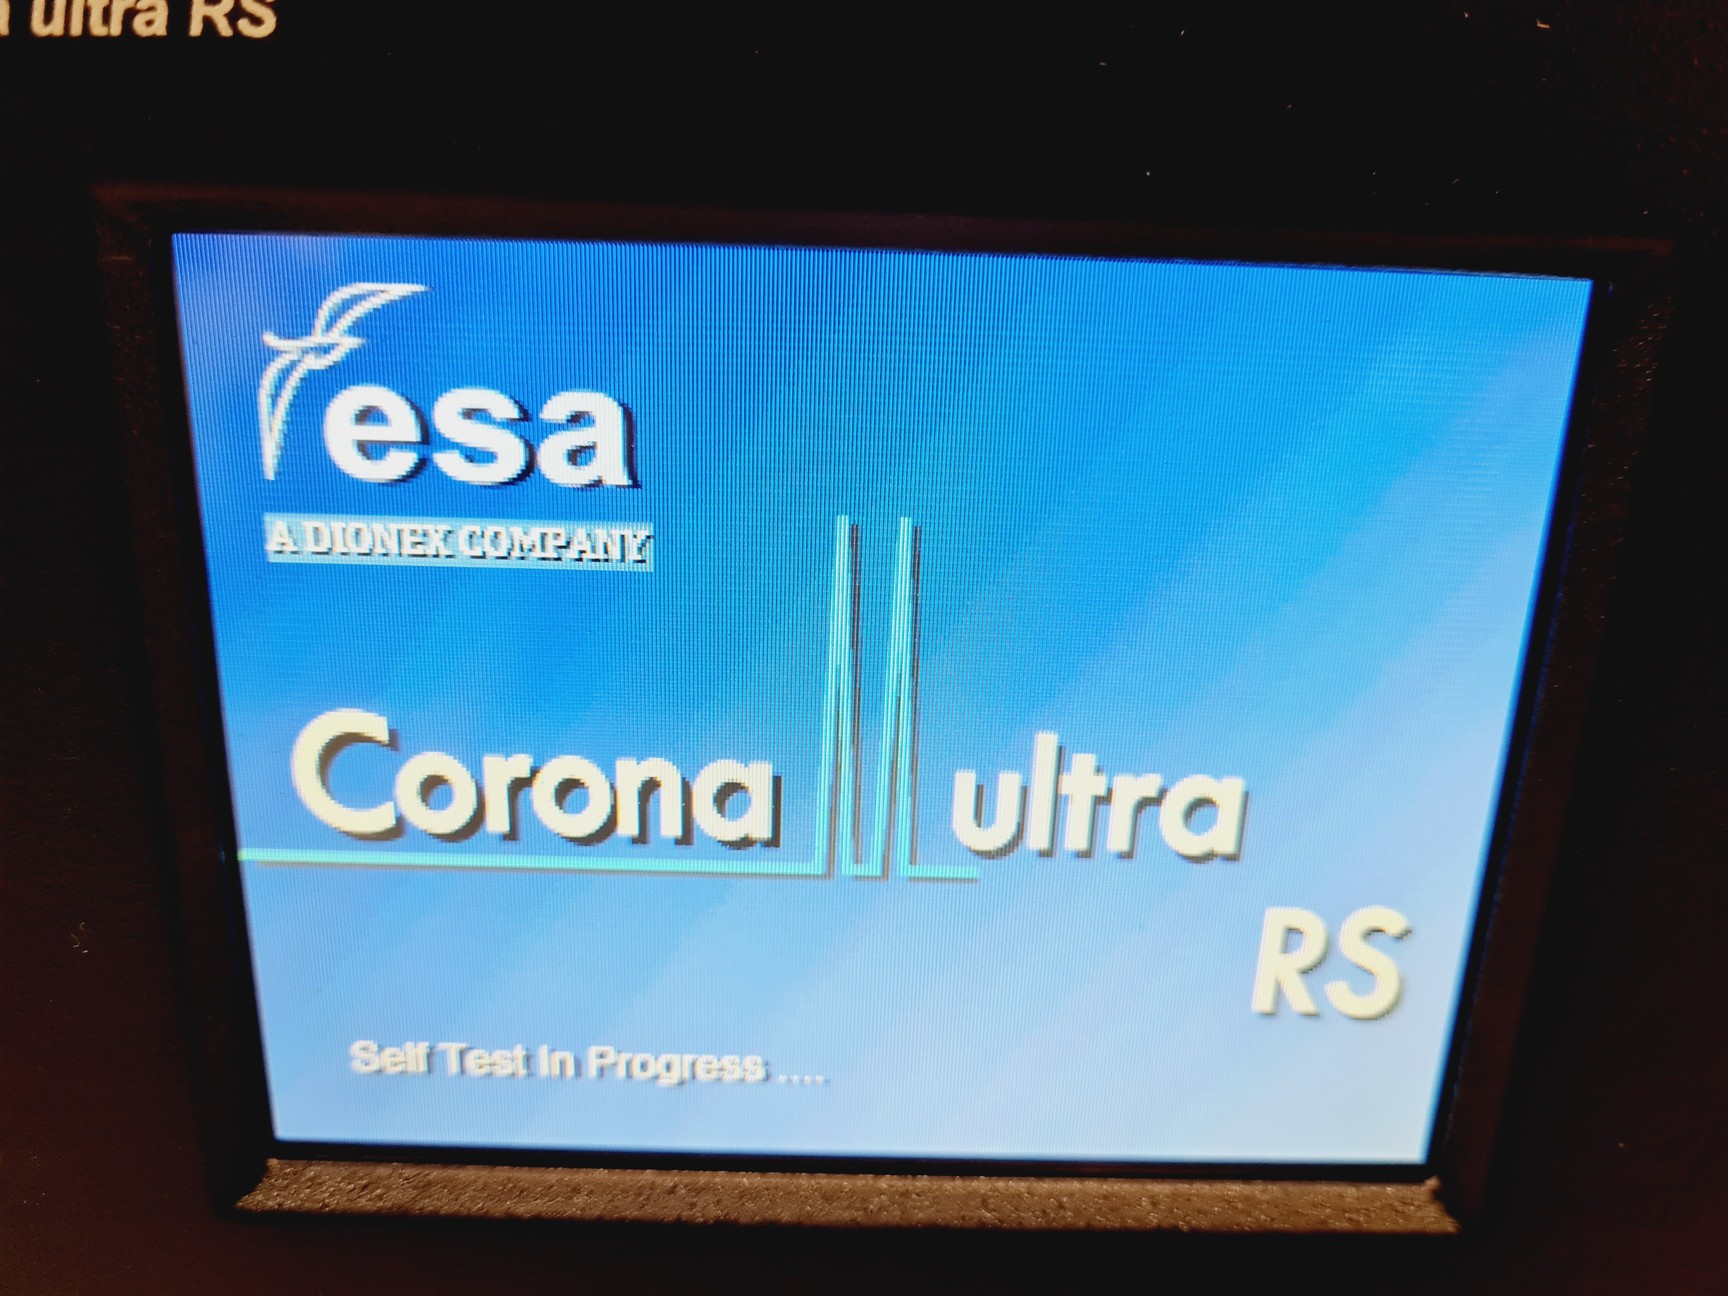 ultra RS
esa
A DIONEX COMPANY
Corona ultra
RS
Self Test In Progress ....